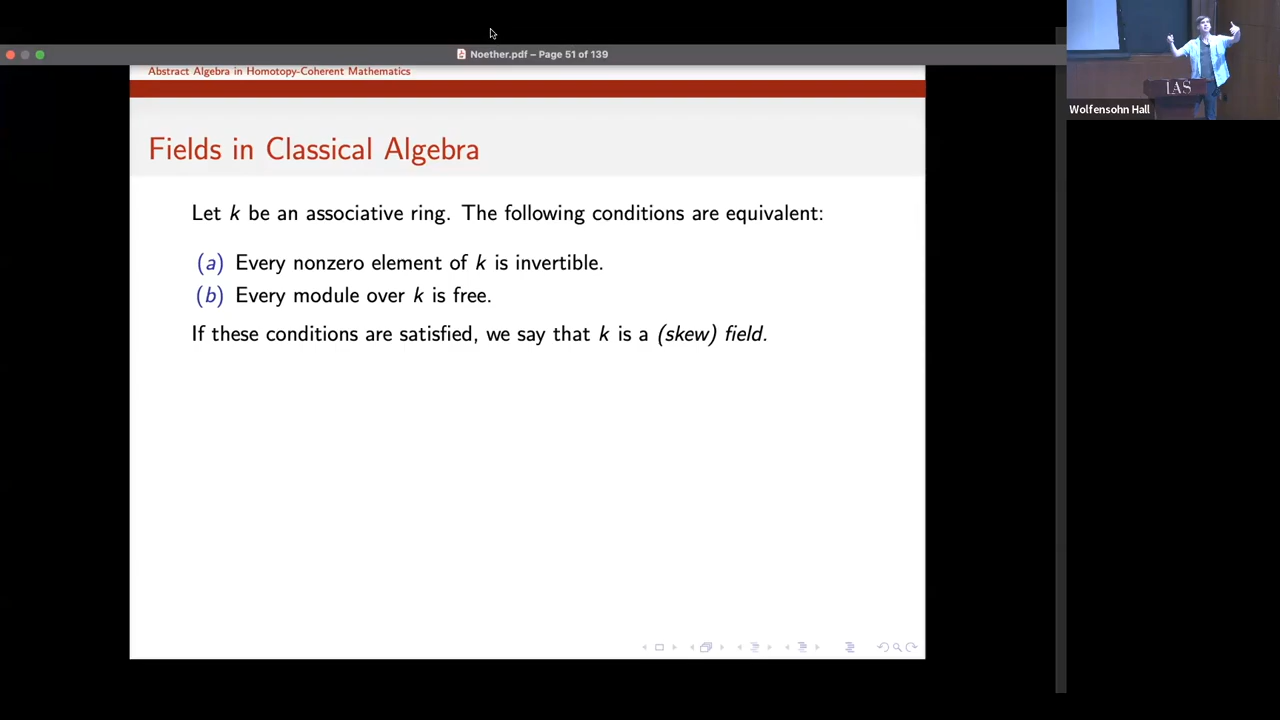 Noether.pdf – Page 51 of 139
Abstract Algebra in Homotopy-Coherent Mathematics
IAS
Wolfensohn Hall
Fields in Classical Algebra
Let k be an associative ring. The following conditions are equivalent:
(a) Every nonzero element of k is invertible.
(b) Every module over k is free.
If these conditions are satisfied, we say that k is a (skew) field.